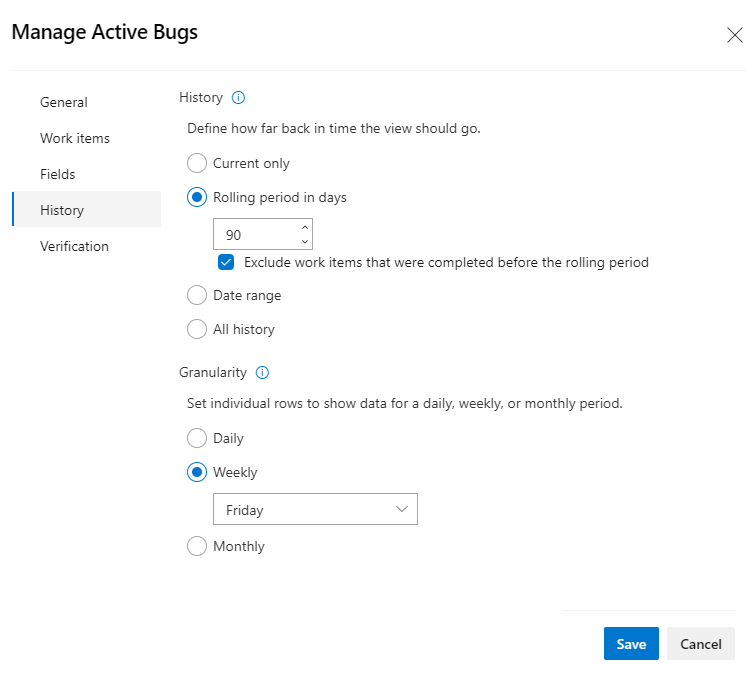 Manage Active Bugs
General
Work items
Fields
History
Verification
History
Define how far back in time the view should go.
Current only
Rolling period in days
90
Exclude work items that were completed before the rolling period
Date range
All history
Granularity
Set individual rows to show data for a daily, weekly, or monthly period.
Daily
Weekly
Friday
Monthly
Save
Cancel